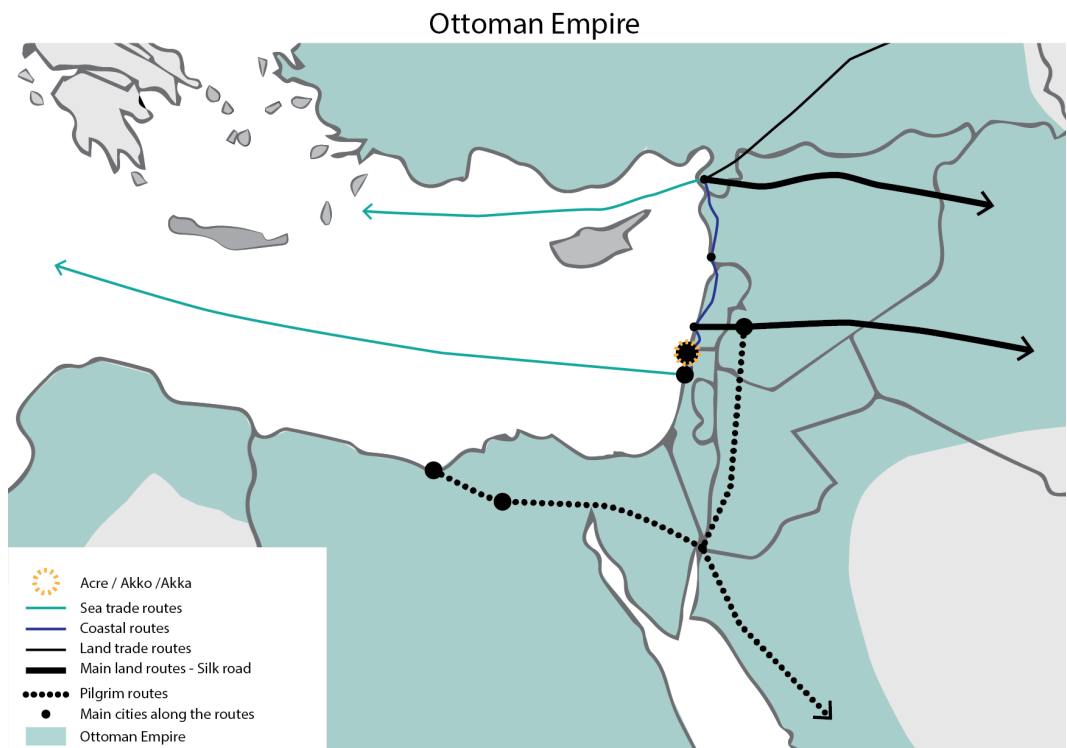 Ottoman Empire
Acre / Akko /Akka
Sea trade routes
Coastal routes
Land trade routes
Main land routes - Silk road
Pilgrim routes
Main cities along the routes
Ottoman Empire